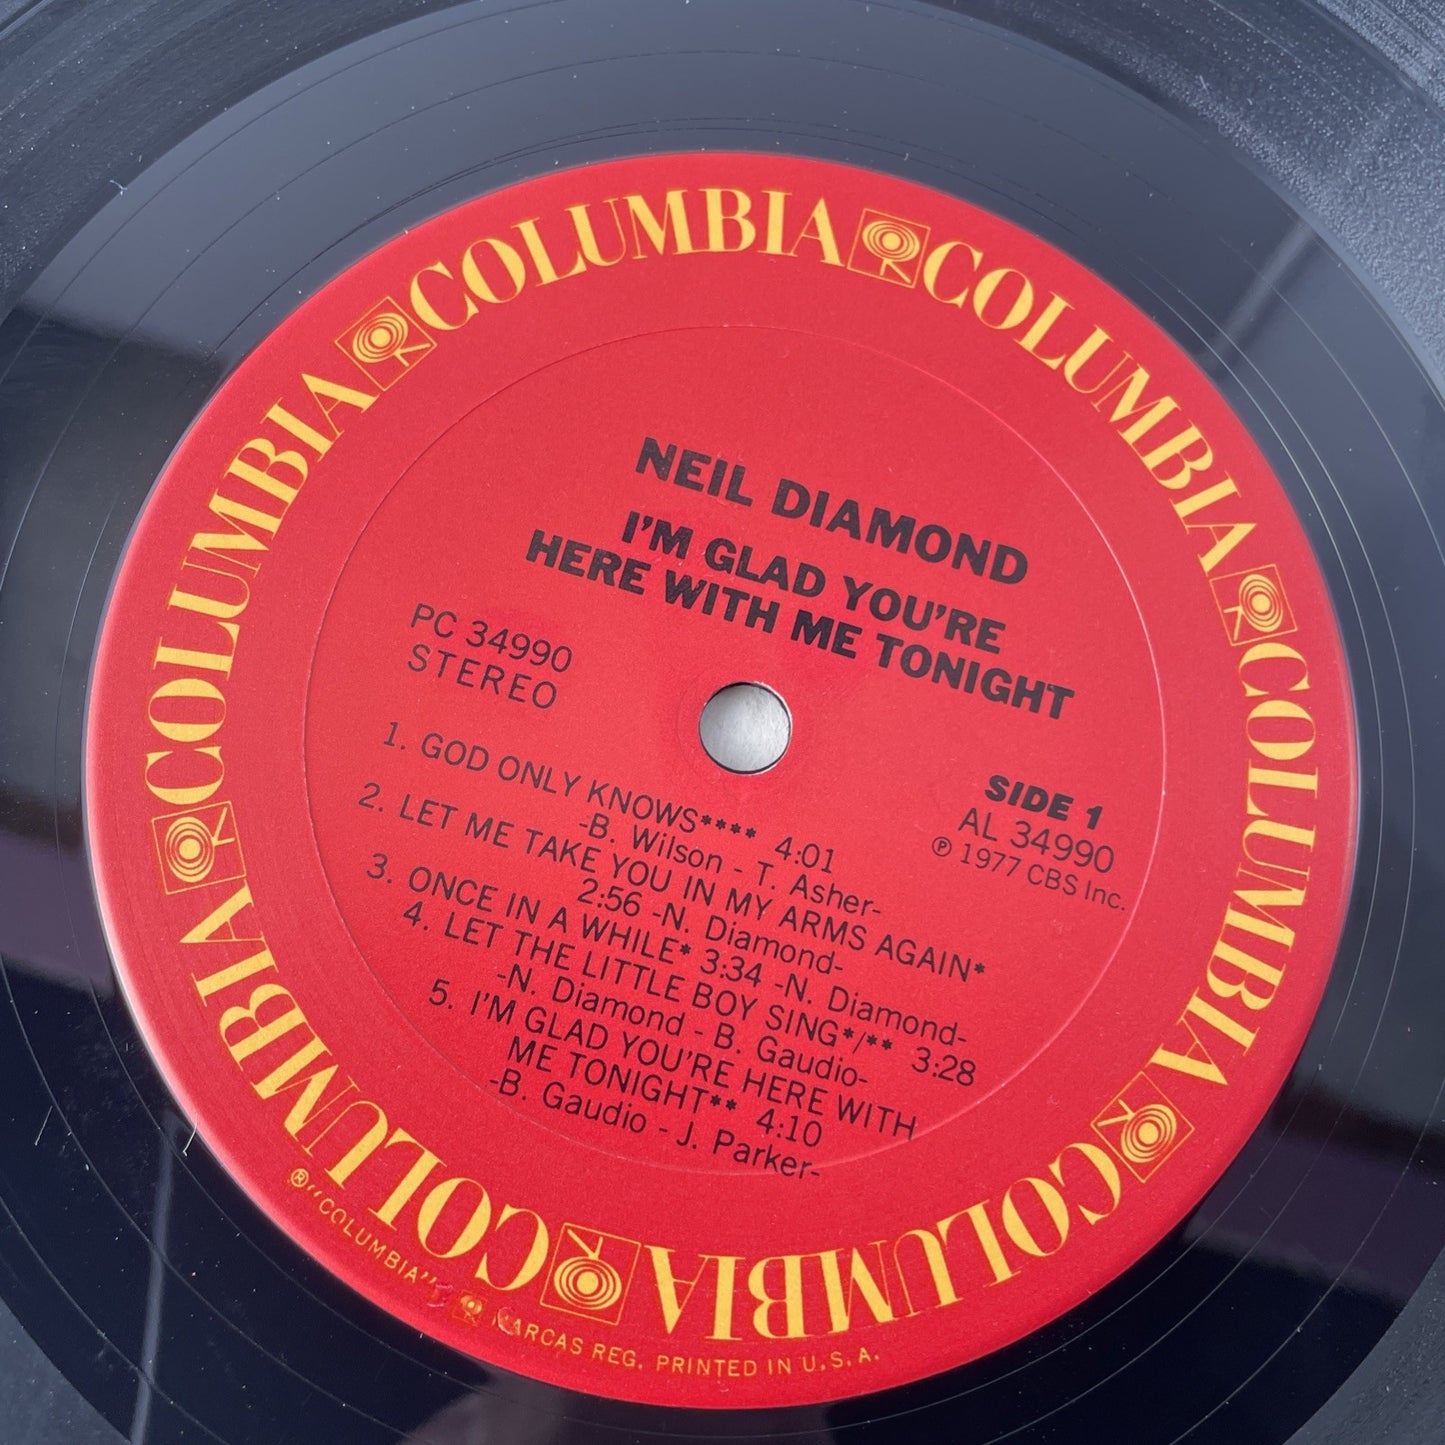 COLUMBIA COLUMBIA COLUMBIA COLUMBIA COLUMBIA COLUMBIA
NEIL DIAMOND
I'M GLAD YOU'RE
HERE WITH ME TONIGHT
PC 34990
STEREO
SIDE 1
AL 34990
℗ 1977 CBS Inc.
1. GOD ONLY KNOWS**** 4:01
-B. Wilson - T. Asher-
2. LET ME TAKE YOU IN MY ARMS AGAIN*
2:56 -N. Diamond-
3. ONCE IN A WHILE* 3:34 -N. Diamond-
4. LET THE LITTLE BOY SING*/** 3:28
-N. Diamond - B. Gaudio-
5. I'M GLAD YOU'RE HERE WITH
ME TONIGHT** 4:10
-B. Gaudio - J. Parker-
® "COLUMBIA", MARCAS REG. PRINTED IN U.S.A.